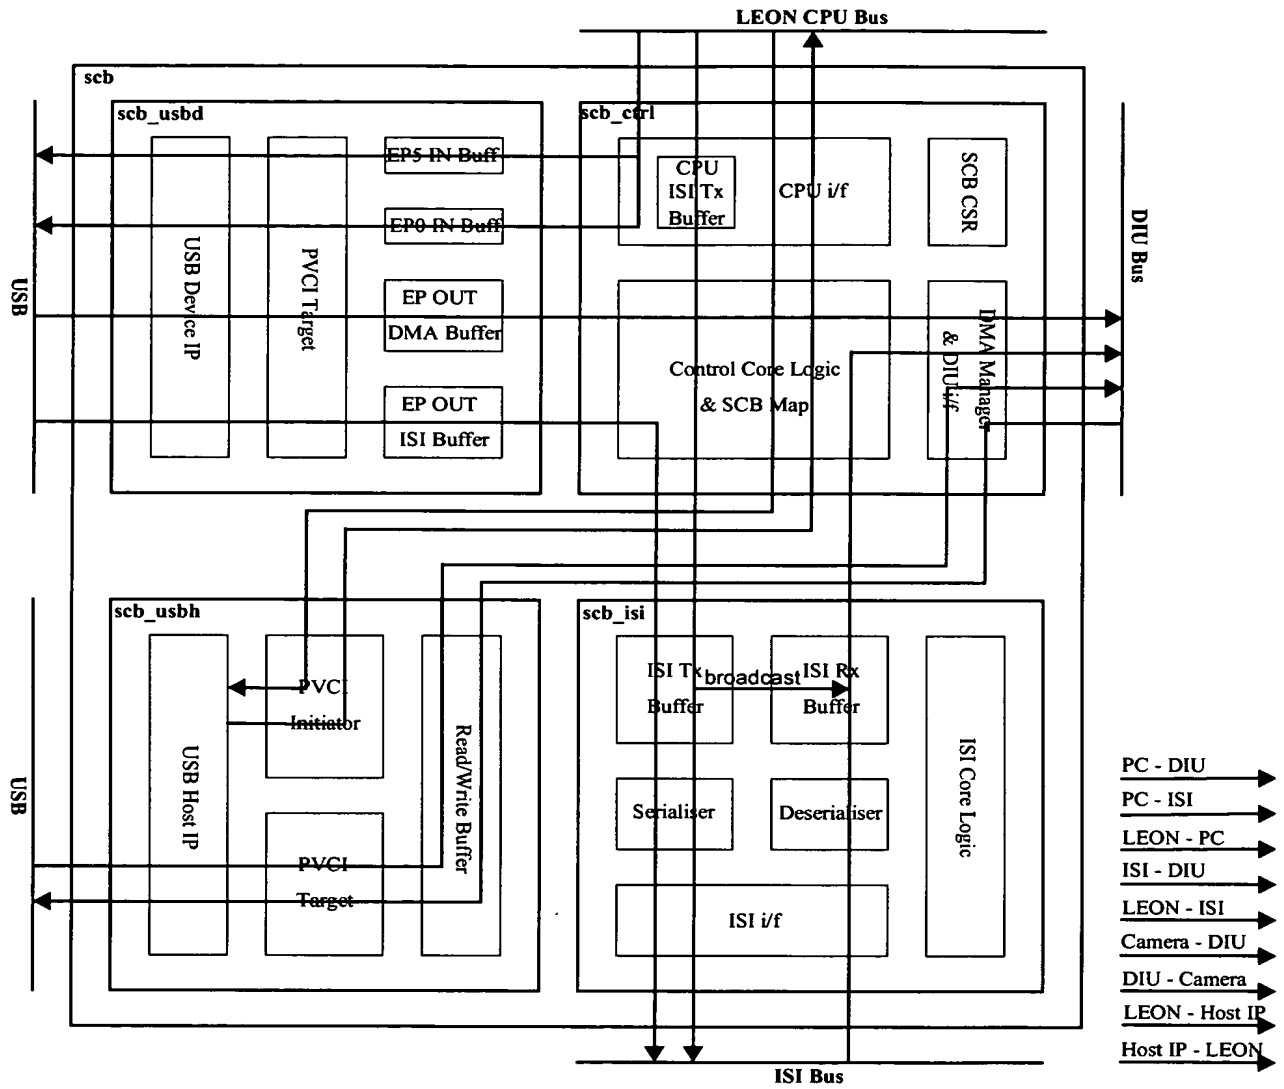 LEON CPU Bus
scb
scb_usbd
scb_ctrl
EP5 IN Buff
EP0 IN Buff
EP OUT
DMA Buffer
EP OUT
ISI Buffer
USB Device IP
PVCI Target
USB
CPU
ISI Tx
Buffer
CPU i/f
SCB CSR
Control Core Logic
& SCB Map
DMA Manager
& DIU i/f
DIU Bus
scb_usbh
scb_isi
PVCI
Initiator
PVCI
Target
USB Host IP
Read/Write Buffer
USB
ISI Tx
Buffer
broadcast
ISI Rx
Buffer
Serialiser
Deserialiser
ISI i/f
ISI Core Logic
PC - DIU
PC - ISI
LEON - PC
ISI - DIU
LEON - ISI
Camera - DIU
DIU - Camera
LEON - Host IP
Host IP - LEON
ISI Bus